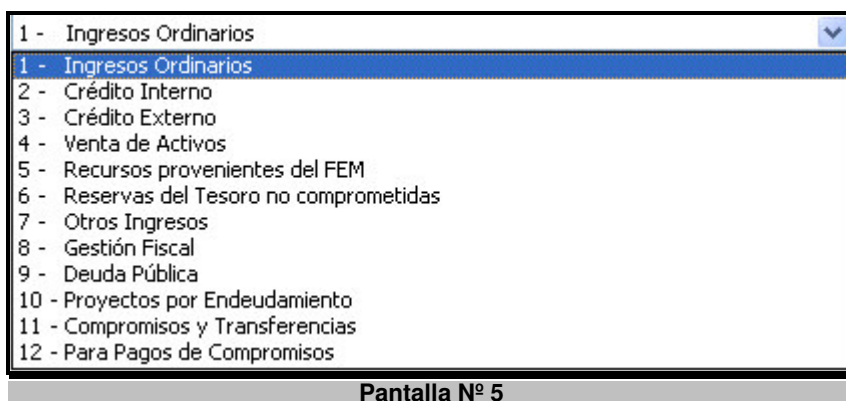 1 - Ingresos Ordinarios
1 - Ingresos Ordinarios
2 - Crédito Interno
3 - Crédito Externo
4 - Venta de Activos
5 - Recursos provenientes del FEM
6 - Reservas del Tesoro no comprometidas
7 - Otros Ingresos
8 - Gestión Fiscal
9 - Deuda Pública
10 - Proyectos por Endeudamiento
11 - Compromisos y Transferencias
12 - Para Pagos de Compromisos
Pantalla Nº 5